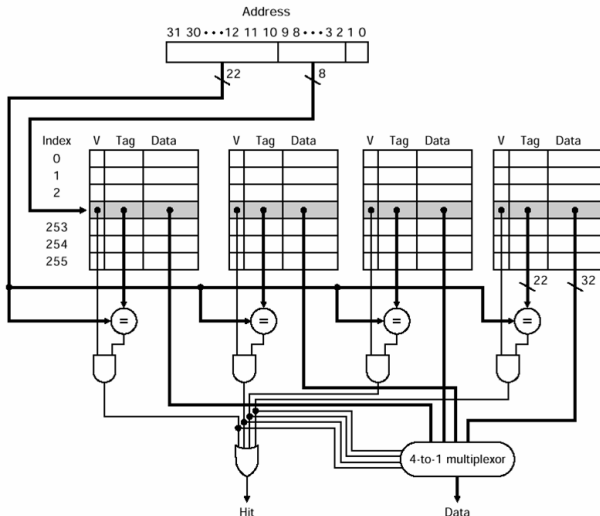 Address
31 30 ••• 12 11 10 9 8 ••• 3 2 1 0
22 8
Index V Tag Data V Tag Data V Tag Data V Tag Data
0
1
2
253
254
255
22 32
= = = =
4-to-1 multiplexor
Hit Data